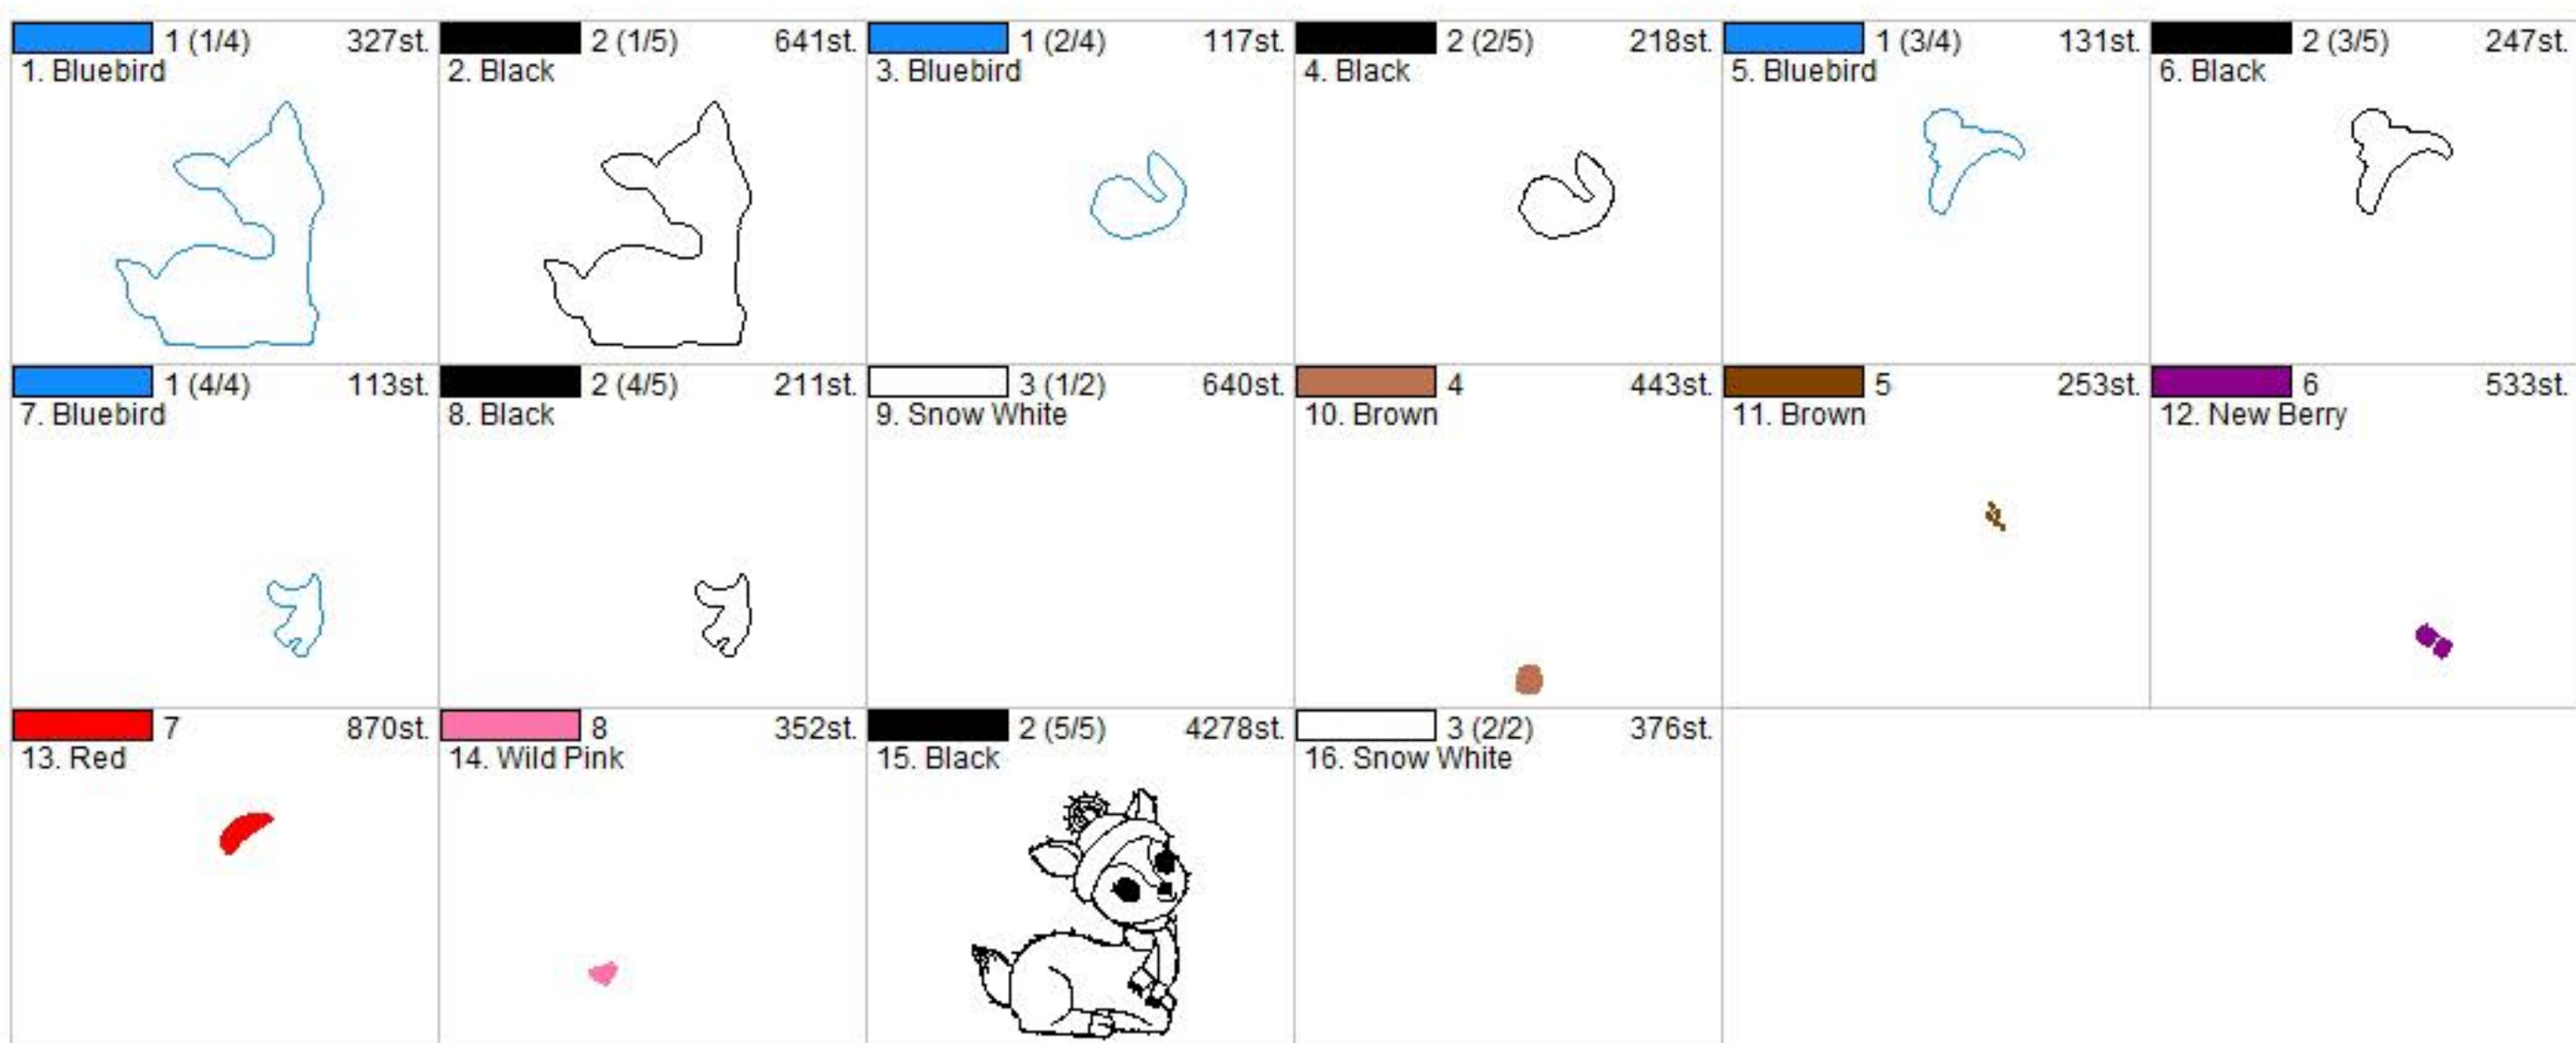 1 (1/4) 327st.
1. Bluebird
2 (1/5) 641st.
2. Black
1 (2/4) 117st.
3. Bluebird
2 (2/5) 218st.
4. Black
1 (3/4) 131st.
5. Bluebird
2 (3/5) 247st.
6. Black
1 (4/4) 113st.
7. Bluebird
2 (4/5) 211st.
8. Black
3 (1/2) 640st.
9. Snow White
4 443st.
10. Brown
5 253st.
11. Brown
6 533st.
12. New Berry
7 870st.
13. Red
8 352st.
14. Wild Pink
2 (5/5) 4278st.
15. Black
3 (2/2) 376st.
16. Snow White